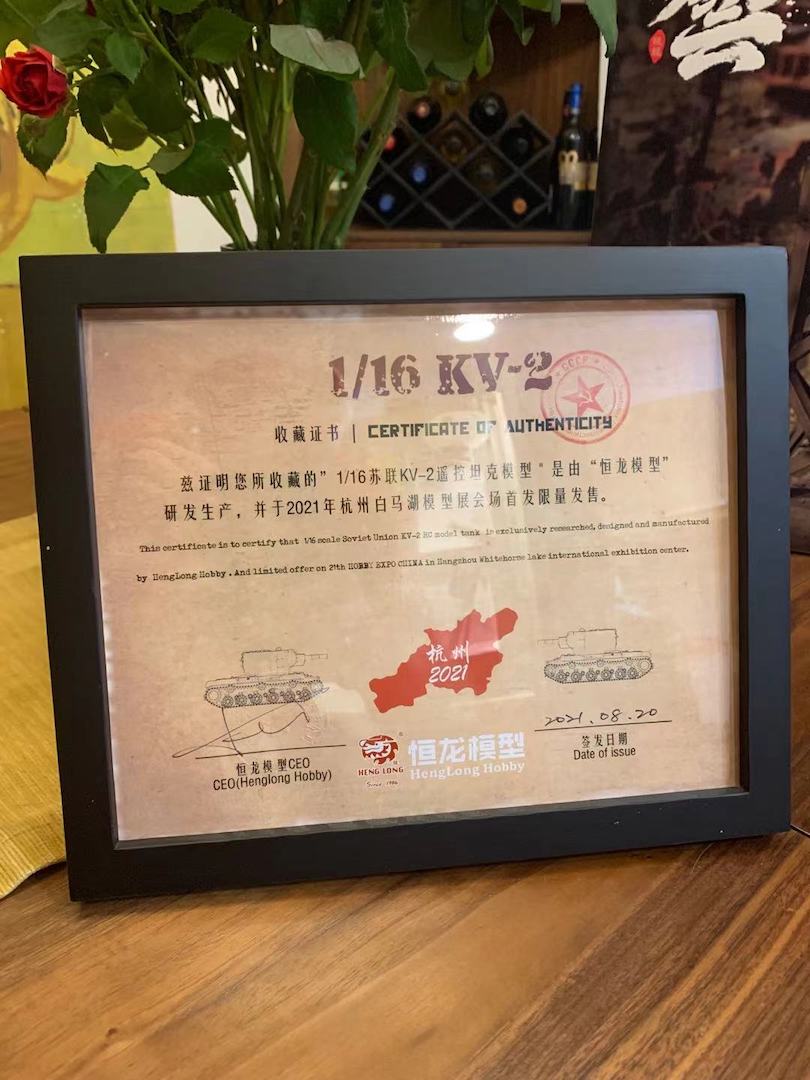 雲
1/16 KV-2
CCCP
收藏证书 | CERTIFICATE OF AUTHENTICITY
兹证明您所收藏的" 1/16苏联KV-2遥控坦克模型"是由“恒龙模型”
研发生产，并于2021年杭州白马湖模型展会场首发限量发售。
This certificate is to certify that 1/16 scale Soviet Union KV-2 RC model tank is exclusively researched, designed and manufactured
by HengLong Hobby . And limited offer on 21th HOBBY EXPO CHINA in Hangzhou Whitehorse lake international exhibition center.
杭州
2021
2021.08.20
恒龙模型CEO
CEO(Henglong Hobby)
HENG LONG
Since 1986
恒龙模型
HengLong Hobby
签发日期
Date of issue